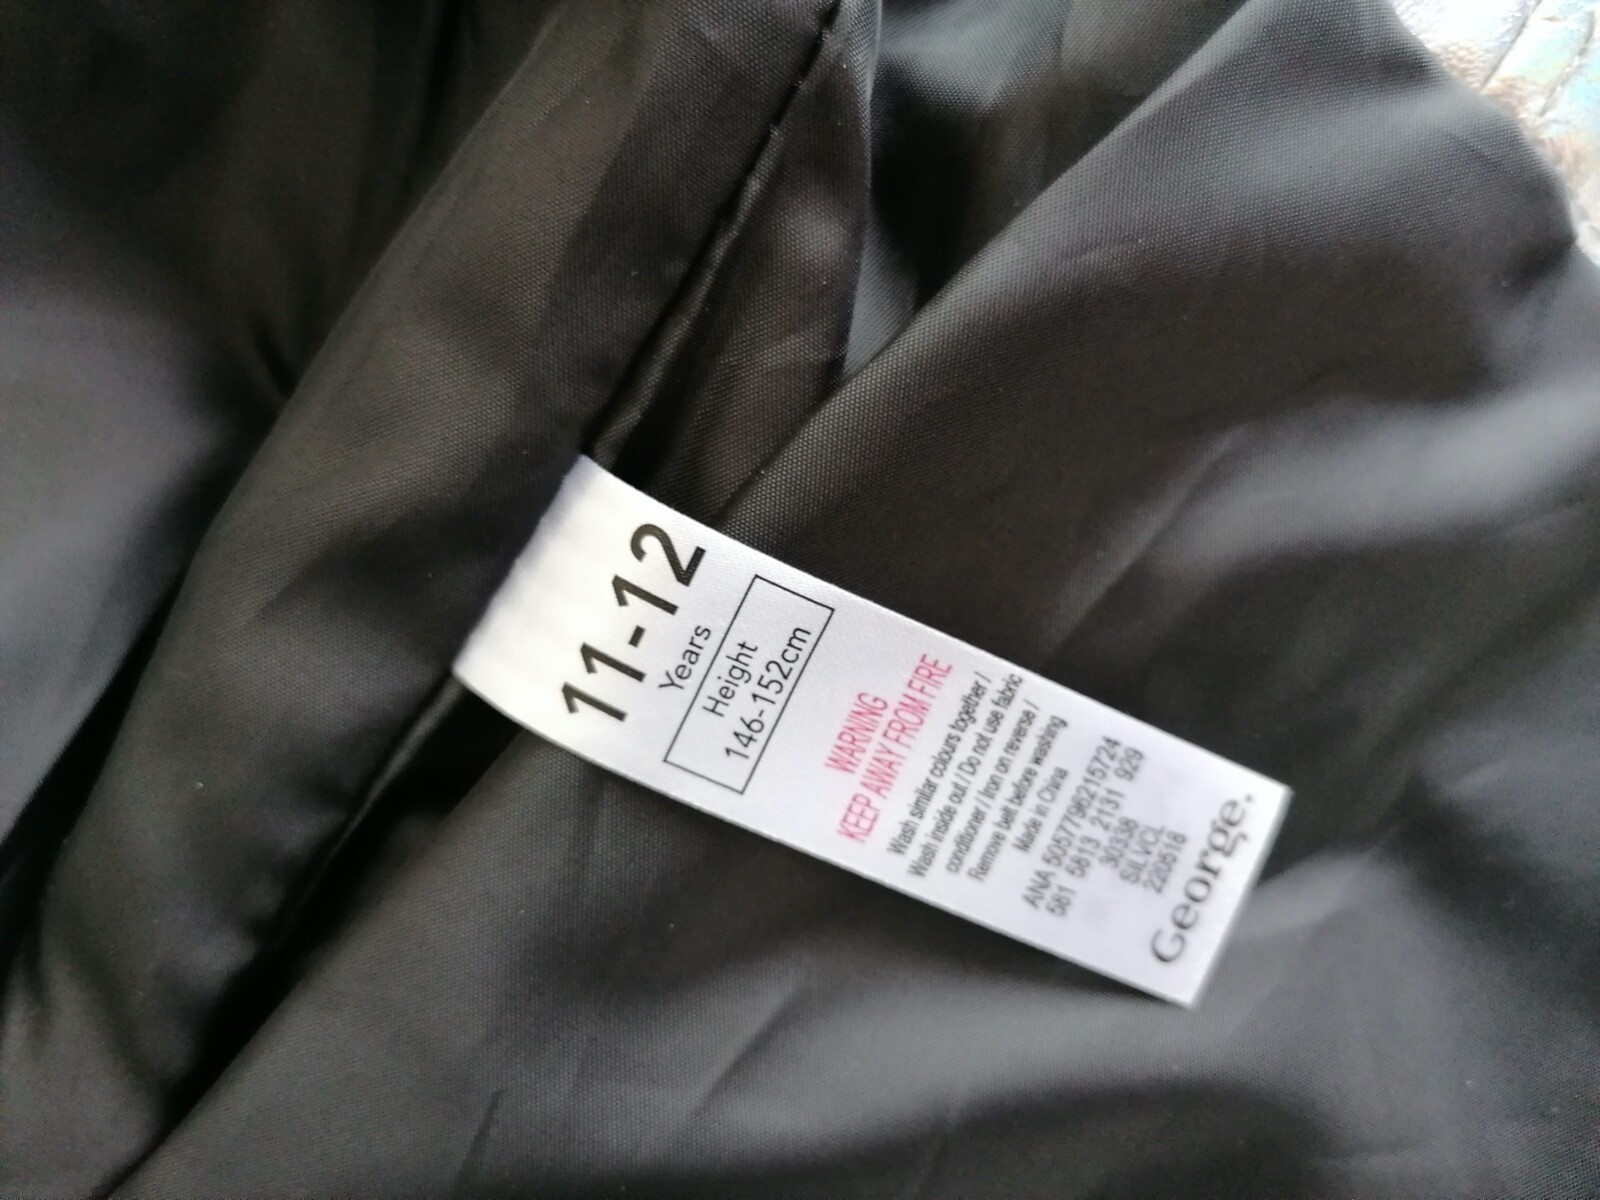 11-12
Years
Height
146-152cm
WARNING
KEEP AWAY FROM FIRE
Wash similar colours together /
Wash inside out / Do not use fabric
conditioner / Iron on reverse /
Remove belt before washing
Made in China
ANA 5057796215724
581 5813 2131 929
30338
SILVCL
220618
George.